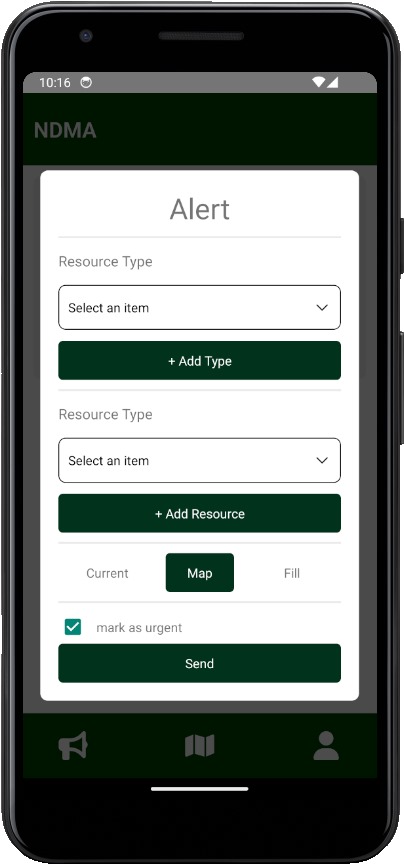 10:16
NDMA
Alert
Resource Type
Select an item
+ Add Type
Resource Type
Select an item
+ Add Resource
Current Map Fill
mark as urgent
Send